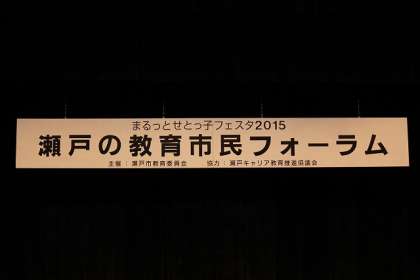 まるっとせとっ子フェスタ2015
瀬戸の教育市民フォーラム
主催：瀬戸市教育委員会　協力：瀬戸キャリア教育推進協議会